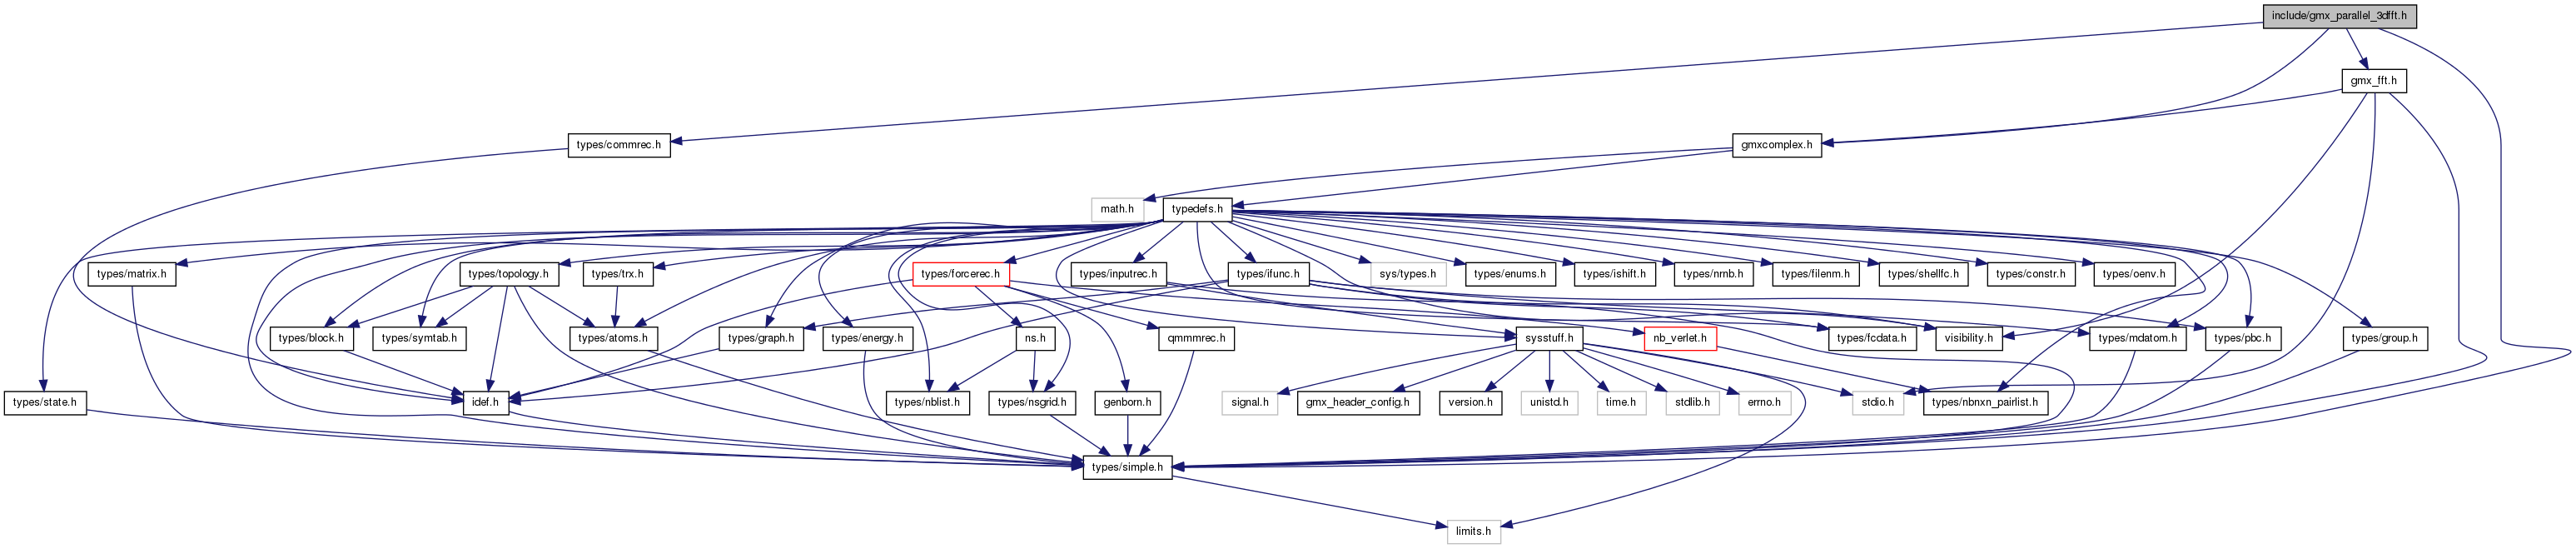 include/gmx_parallel_3dfft.h
gmx_fft.h
types/commrec.h
gmxcomplex.h
math.h
typedefs.h
types/matrix.h
types/topology.h
types/trx.h
types/forcerec.h
types/inputrec.h
types/ifunc.h
sys/types.h
types/enums.h
types/ishift.h
types/nrnb.h
types/filenm.h
types/shellfc.h
types/constr.h
types/oenv.h
types/block.h
types/symtab.h
types/atoms.h
types/graph.h
types/energy.h
ns.h
qmmmrec.h
sysstuff.h
nb_verlet.h
types/fcdata.h
visibility.h
types/mdatom.h
types/pbc.h
types/group.h
types/state.h
idef.h
types/nblist.h
types/nsgrid.h
genborn.h
signal.h
gmx_header_config.h
version.h
unistd.h
time.h
stdlib.h
errno.h
stdio.h
types/nbnxn_pairlist.h
types/simple.h
limits.h